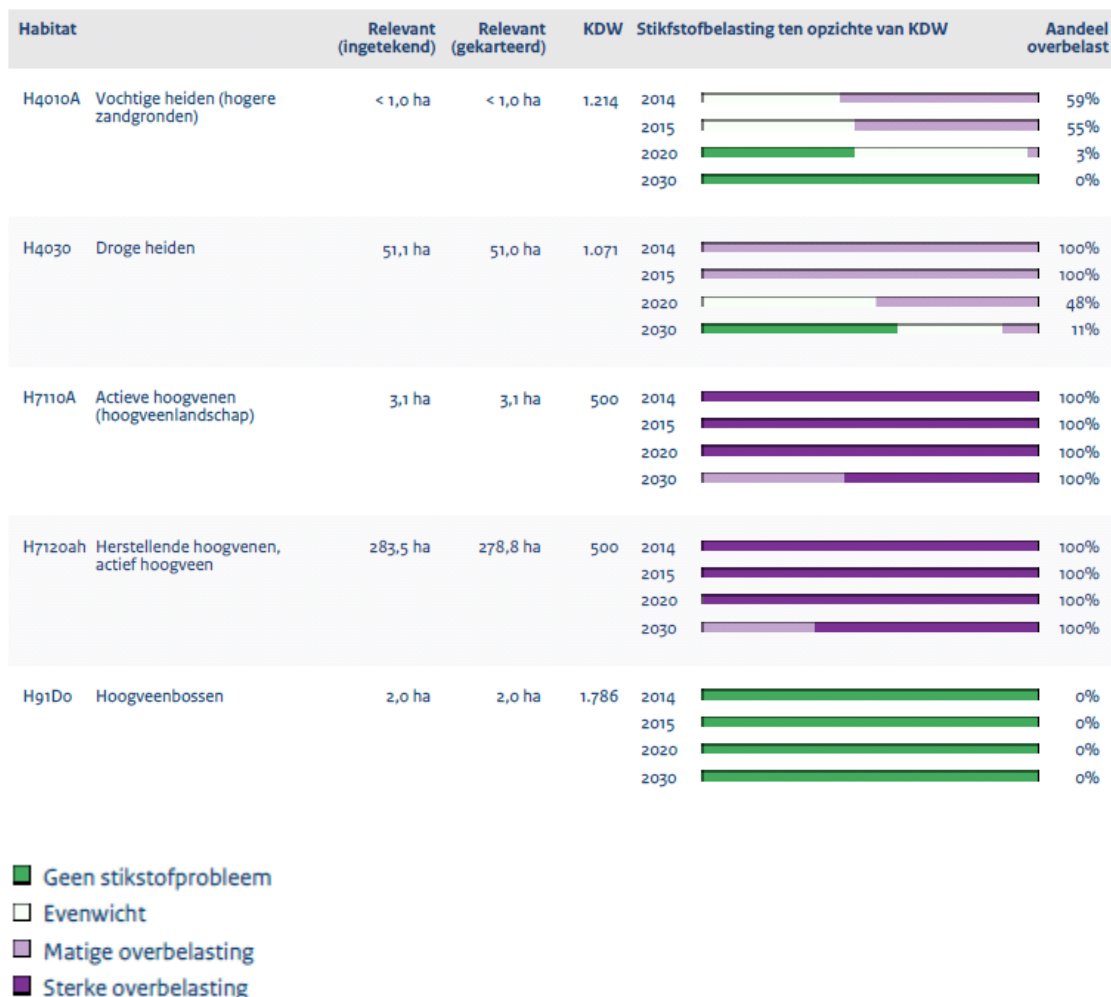 Habitat Relevant (ingetekend) Relevant (gekarteerd) KDW Stikfstofbelasting ten opzichte van KDW Aandeel overbelast
H4010A Vochtige heiden (hogere zandgronden) < 1,0 ha < 1,0 ha 1.214 2014 59%
2015 55%
2020 3%
2030 0%
H4030 Droge heiden 51,1 ha 51,0 ha 1.071 2014 100%
2015 100%
2020 48%
2030 11%
H7110A Actieve hoogvenen (hoogveenlandschap) 3,1 ha 3,1 ha 500 2014 100%
2015 100%
2020 100%
2030 100%
H7120ah Herstellende hoogvenen, actief hoogveen 283,5 ha 278,8 ha 500 2014 100%
2015 100%
2020 100%
2030 100%
H91D0 Hoogveenbossen 2,0 ha 2,0 ha 1.786 2014 0%
2015 0%
2020 0%
2030 0%
Geen stikstofprobleem
Evenwicht
Matige overbelasting
Sterke overbelasting